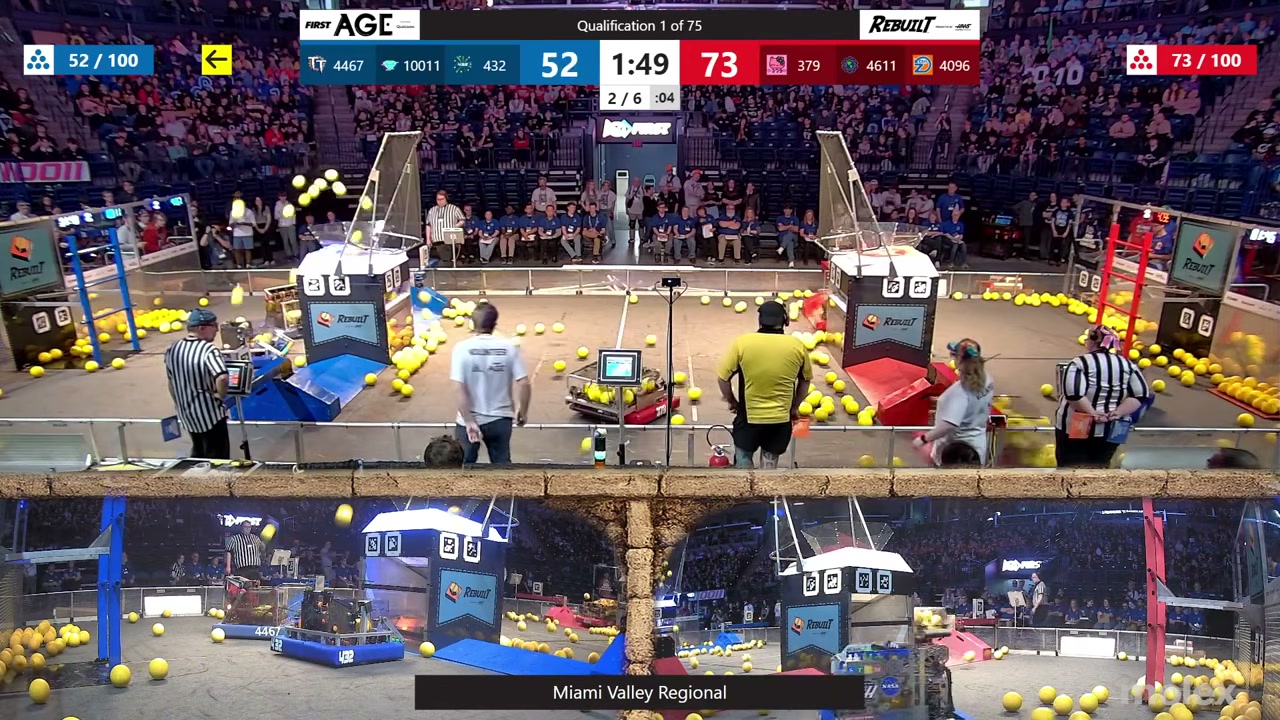 FIRST AGE
Qualification 1 of 75
REBUILT
52 / 100
4467
10011
432
52
1:49
73
379
4611
4096
73 / 100
2 / 6
:04
REBUILT
REBUILT
REBUILT
REBUILT
REBUILT
REBUILT
4467
432
NASA
Miami Valley Regional
molex